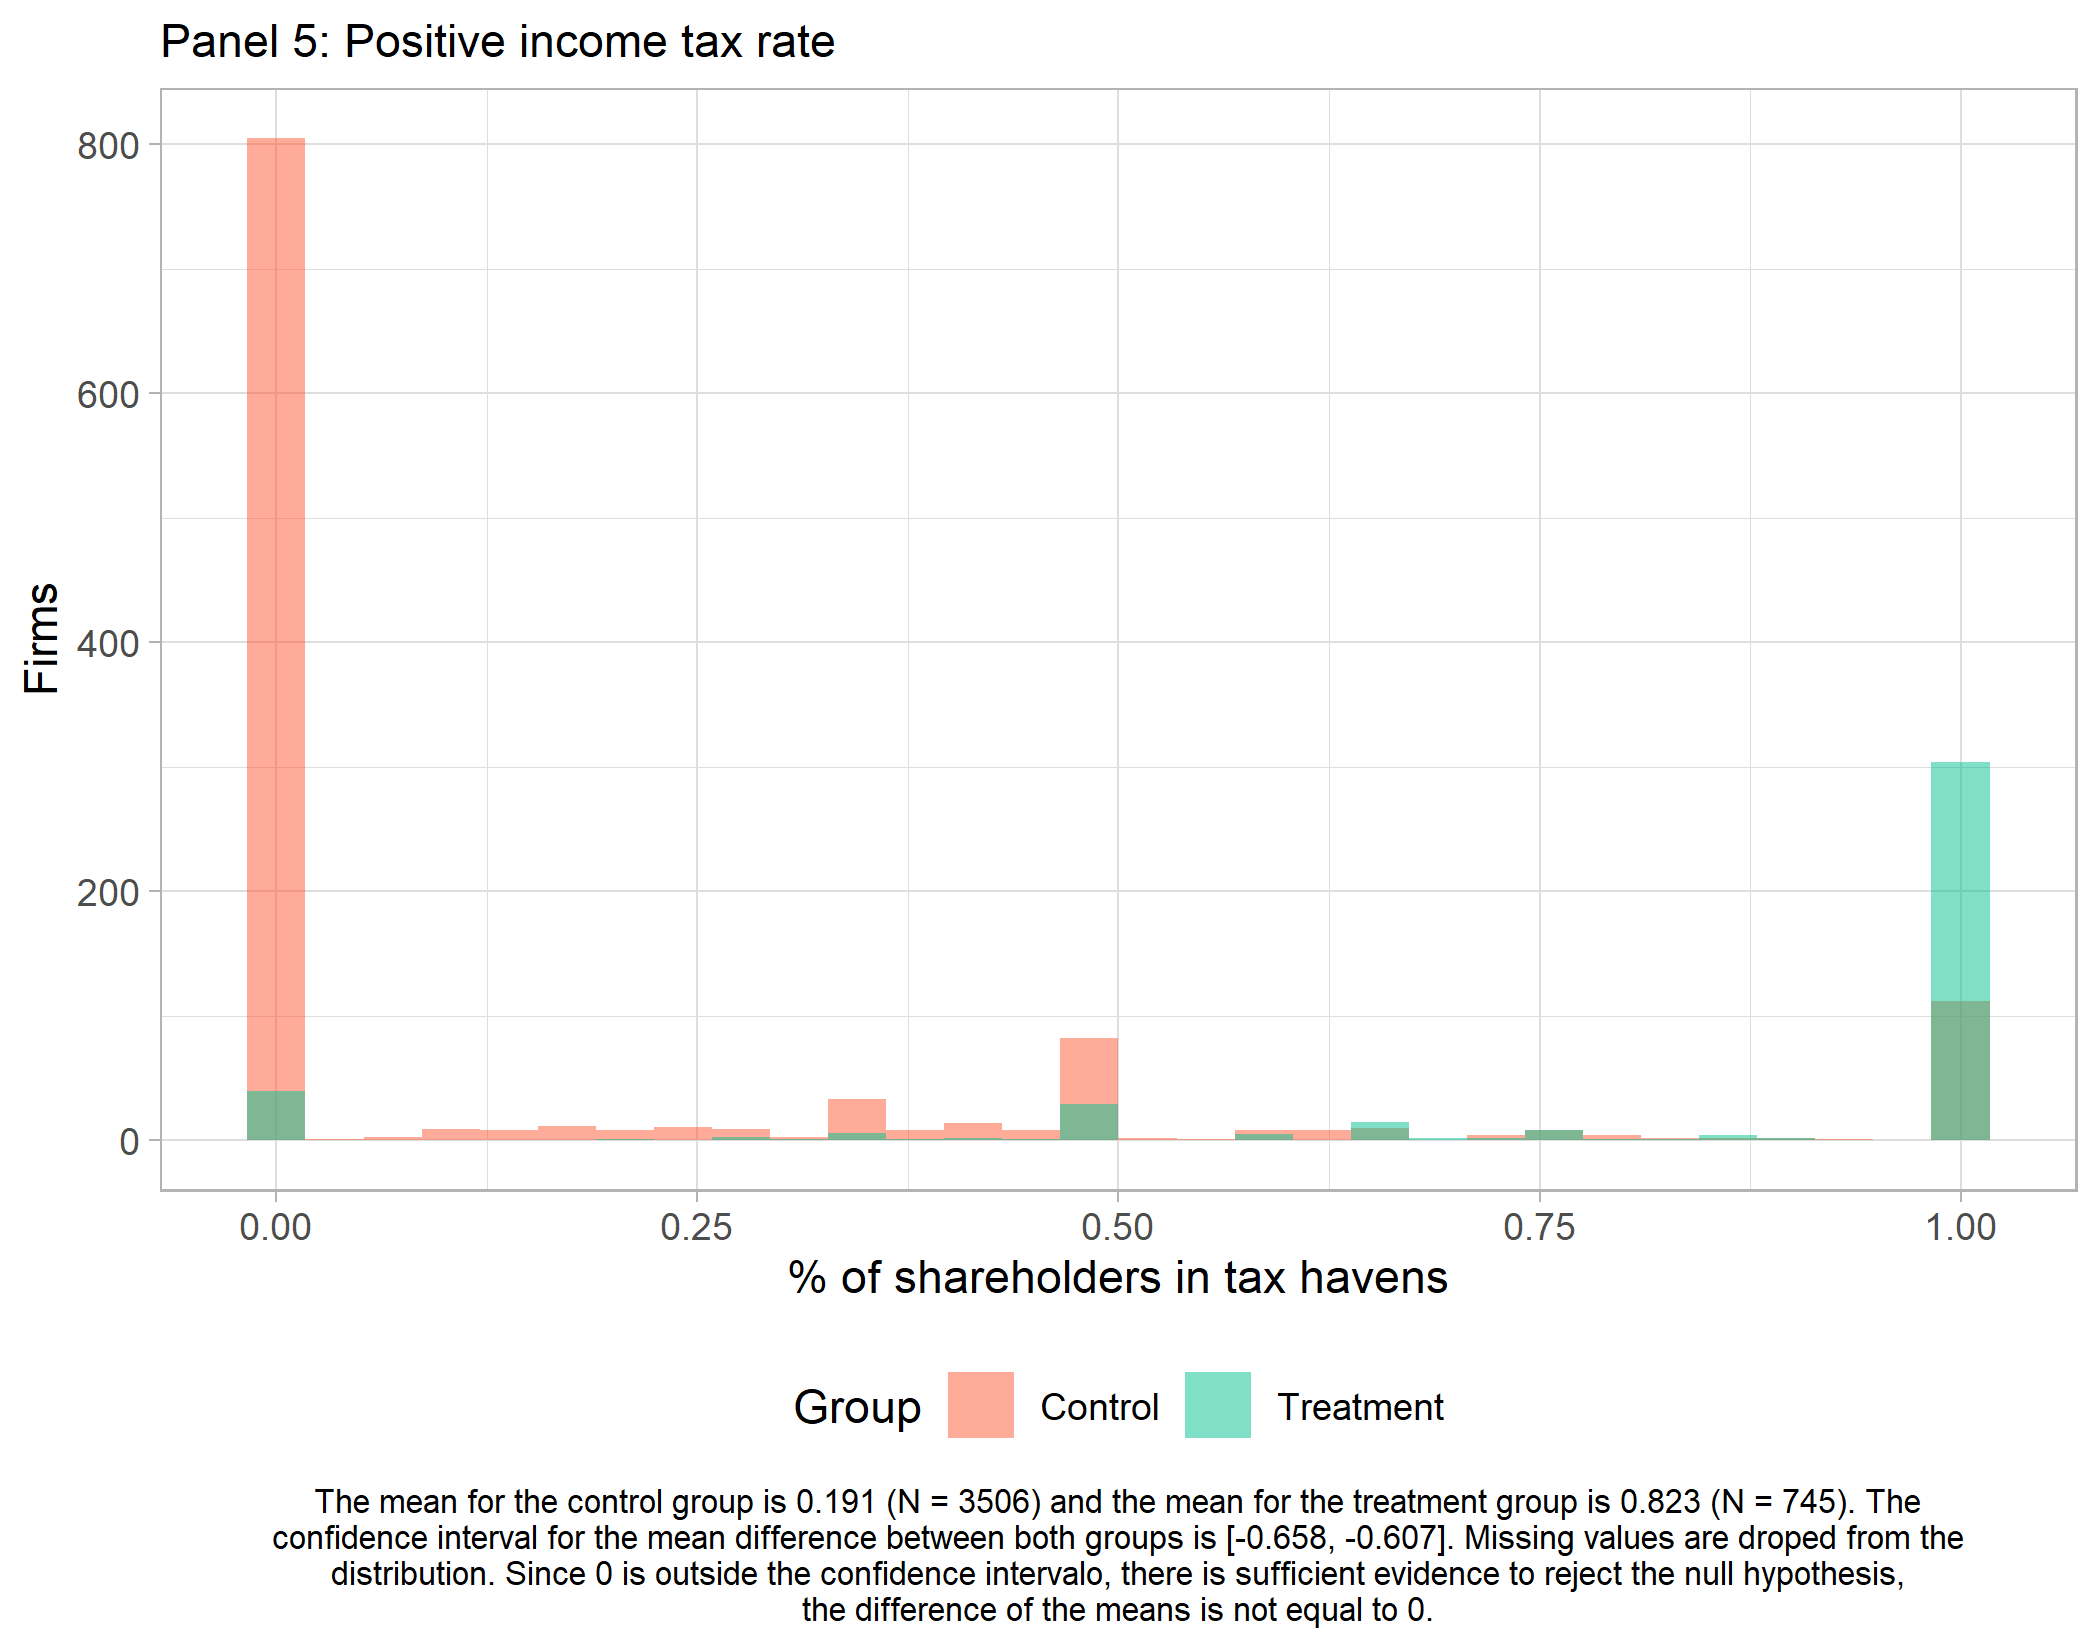 Panel 5: Positive income tax rate
800
600
400
200
0
Firms
0.00 0.25 0.50 0.75 1.00
% of shareholders in tax havens
Group Control Treatment
The mean for the control group is 0.191 (N = 3506) and the mean for the treatment group is 0.823 (N = 745). The
confidence interval for the mean difference between both groups is [-0.658, -0.607]. Missing values are droped from the
distribution. Since 0 is outside the confidence intervalo, there is sufficient evidence to reject the null hypothesis,
the difference of the means is not equal to 0.